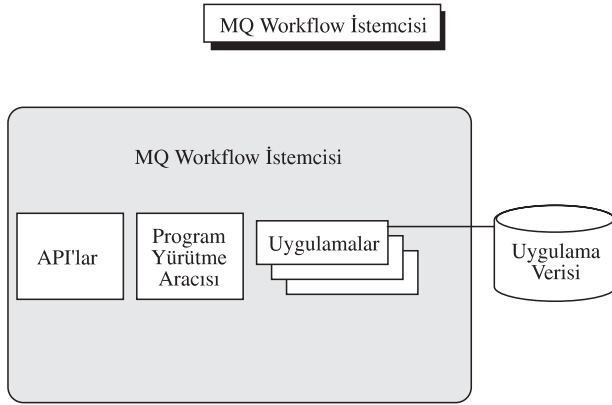 MQ Workflow İstemcisi
MQ Workflow İstemcisi
API'lar
Program
Yürütme
Aracısı
Uygulamalar
Uygulama
Verisi